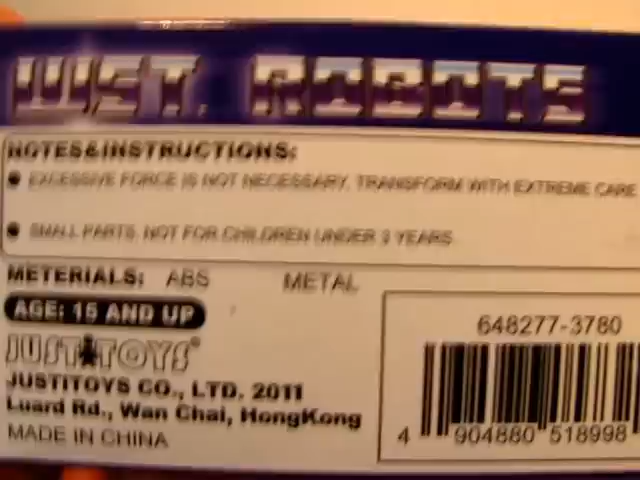 JUST ROBOTS
NOTES&INSTRUCTIONS:
● EXCESSIVE FORCE IS NOT NECESSARY. TRANSFORM WITH EXTREME CARE
● SMALL PARTS. NOT FOR CHILDREN UNDER 3 YEARS
METERIALS: ABS METAL
AGE: 15 AND UP
JUSTITOYS®
JUSTITOYS CO., LTD. 2011
Luard Rd., Wan Chai, HongKong
MADE IN CHINA
648277-3780
4 904880 518998